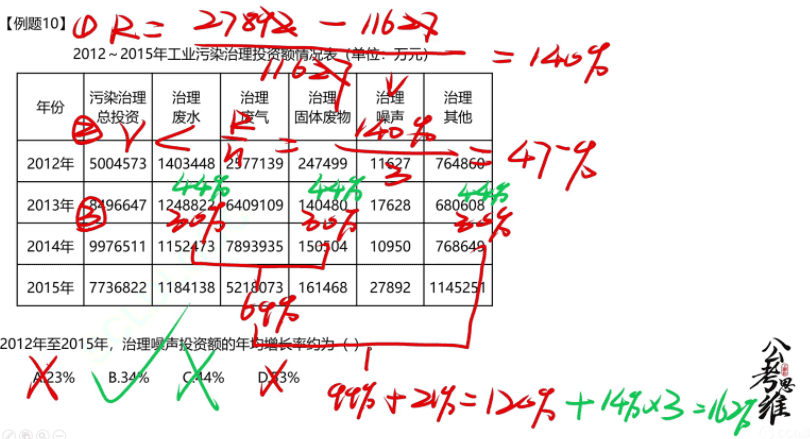 【例题10】① R = 27892 − 11627 / 11627 = 140%
2012～2015年工业污染治理投资额情况表（单位：万元）
年份 污染治理总投资 治理废水 治理废气 治理固体废物 治理噪声 治理其他
② V < R/n = 140%/3 = 47-%
2012年 5004573 1403448 2577139 247499 11627 764860
44% 44% 44%
2013年 8496647 1248822 6409109 140480 17628 680608
③ 30% 30% 30%
2014年 9976511 1152473 7893935 150504 10950 768649
2015年 7736822 1184138 5218073 161468 27892 1145251
69%
2012年至2015年，治理噪声投资额的年均增长率约为（ ）。
A.23% B.34% C.44% D.53%
99% + 21% = 120% + 14% × 3 = 162%
公考思维